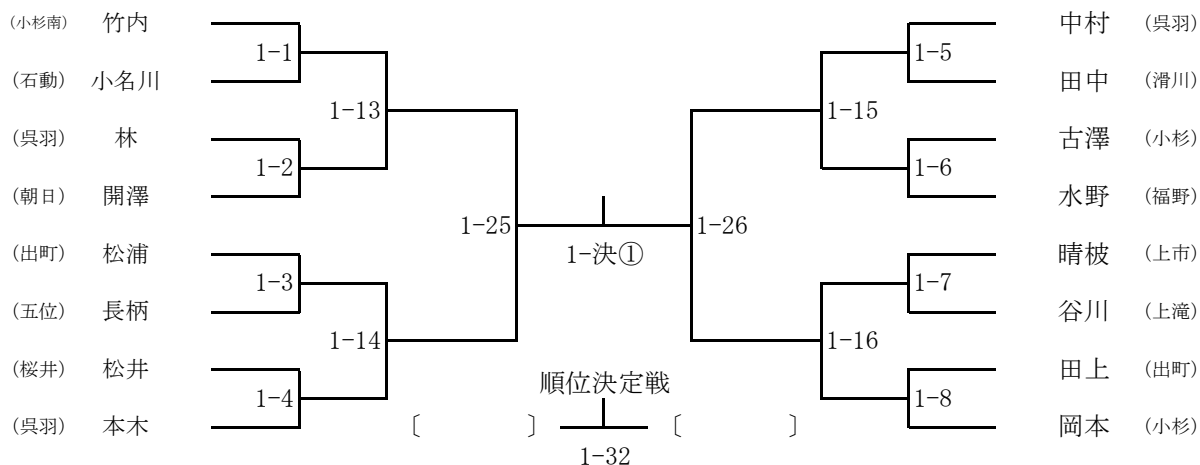 (小杉南) 竹内 中村 (呉羽)
1-1 1-5
(石動) 小名川 田中 (滑川)
1-13 1-15
(呉羽) 林 古澤 (小杉)
1-2 1-6
(朝日) 開澤 水野 (福野)
1-25 1-26
(出町) 松浦 1-決① 晴柀 (上市)
1-3 1-7
(五位) 長柄 谷川 (上滝)
1-14 1-16
(桜井) 松井 順位決定戦 田上 (出町)
1-4 1-8
(呉羽) 本木 〔 〕 〔 〕 岡本 (小杉)
1-32